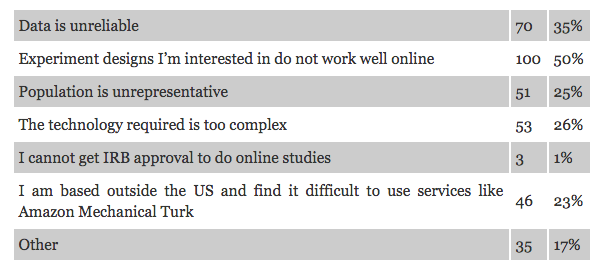 Data is unreliable 70 35%
Experiment designs I’m interested in do not work well online 100 50%
Population is unrepresentative 51 25%
The technology required is too complex 53 26%
I cannot get IRB approval to do online studies 3 1%
I am based outside the US and find it difficult to use services like
Amazon Mechanical Turk 46 23%
Other 35 17%